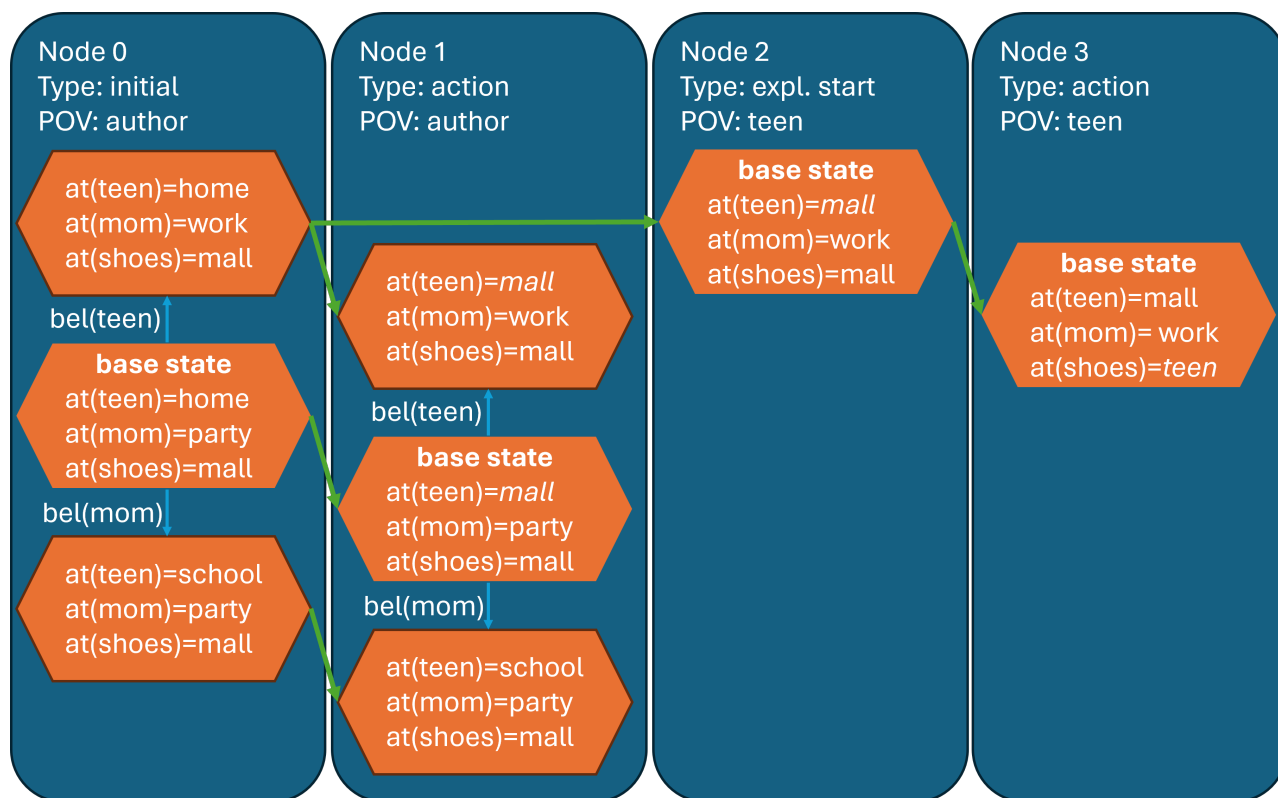 Node 0
Type: initial
POV: author
at(teen)=home
at(mom)=work
at(shoes)=mall
bel(teen)
base state
at(teen)=home
at(mom)=party
at(shoes)=mall
bel(mom)
at(teen)=school
at(mom)=party
at(shoes)=mall
Node 1
Type: action
POV: author
at(teen)=mall
at(mom)=work
at(shoes)=mall
bel(teen)
base state
at(teen)=mall
at(mom)=party
at(shoes)=mall
bel(mom)
at(teen)=school
at(mom)=party
at(shoes)=mall
Node 2
Type: expl. start
POV: teen
base state
at(teen)=mall
at(mom)=work
at(shoes)=mall
Node 3
Type: action
POV: teen
base state
at(teen)=mall
at(mom)= work
at(shoes)=teen